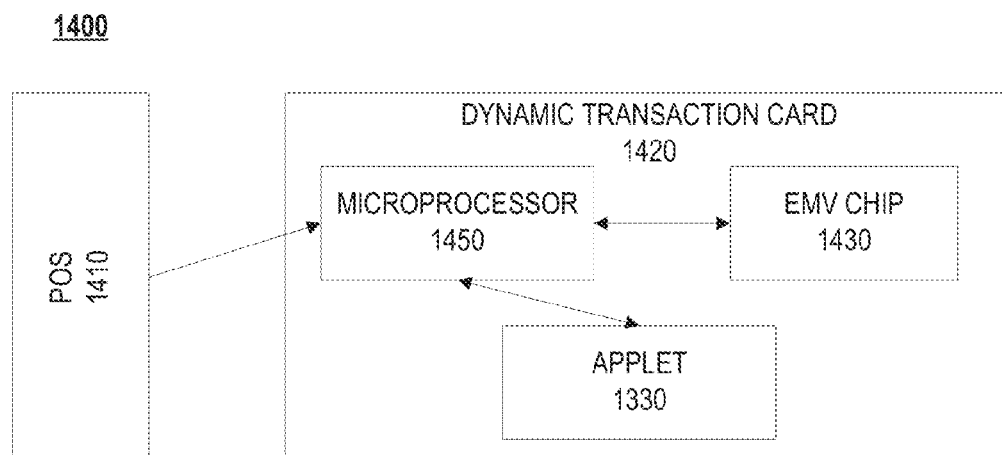 1400
DYNAMIC TRANSACTION CARD
1420
MICROPROCESSOR
1450
EMV CHIP
1430
POS
1410
APPLET
1330